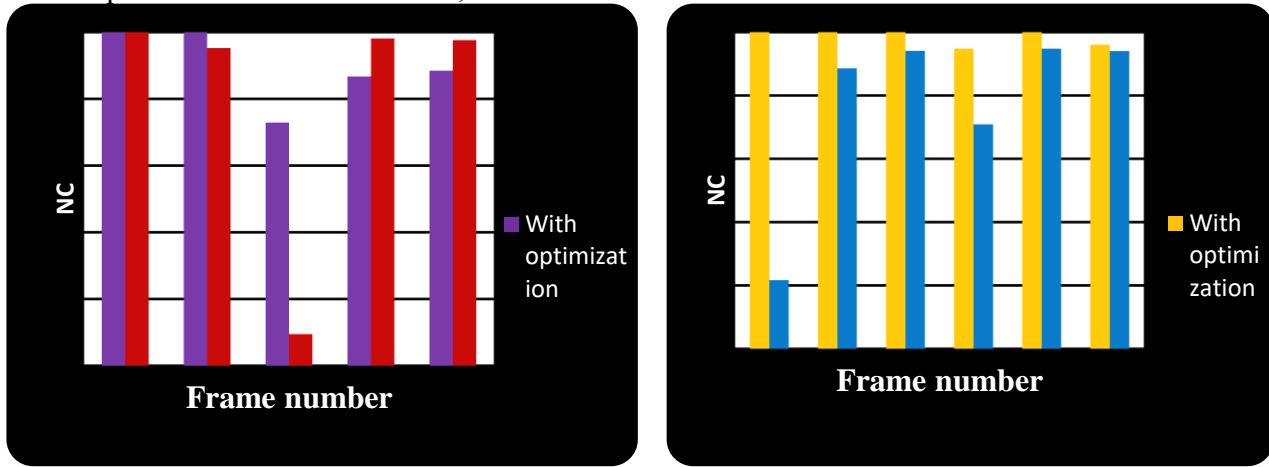 NC
With
optimizat
ion
Frame number
NC
With
optimi
zation
Frame number